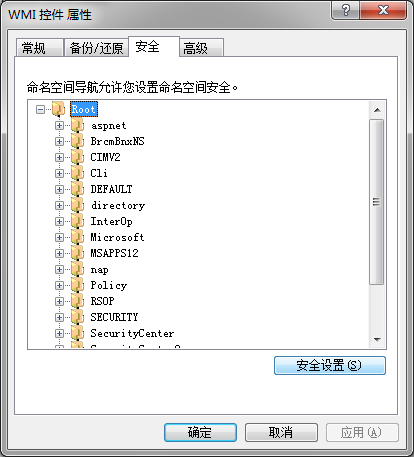 WMI 控件 属性
常规 备份/还原 安全 高级
命名空间导航允许您设置命名空间安全。
Root
aspnet
BrcmBnxNS
CIMV2
Cli
DEFAULT
directory
InterOp
Microsoft
MSAPPS12
nap
Policy
RSOP
SECURITY
SecurityCenter
安全设置(S)
确定 取消 应用(A)